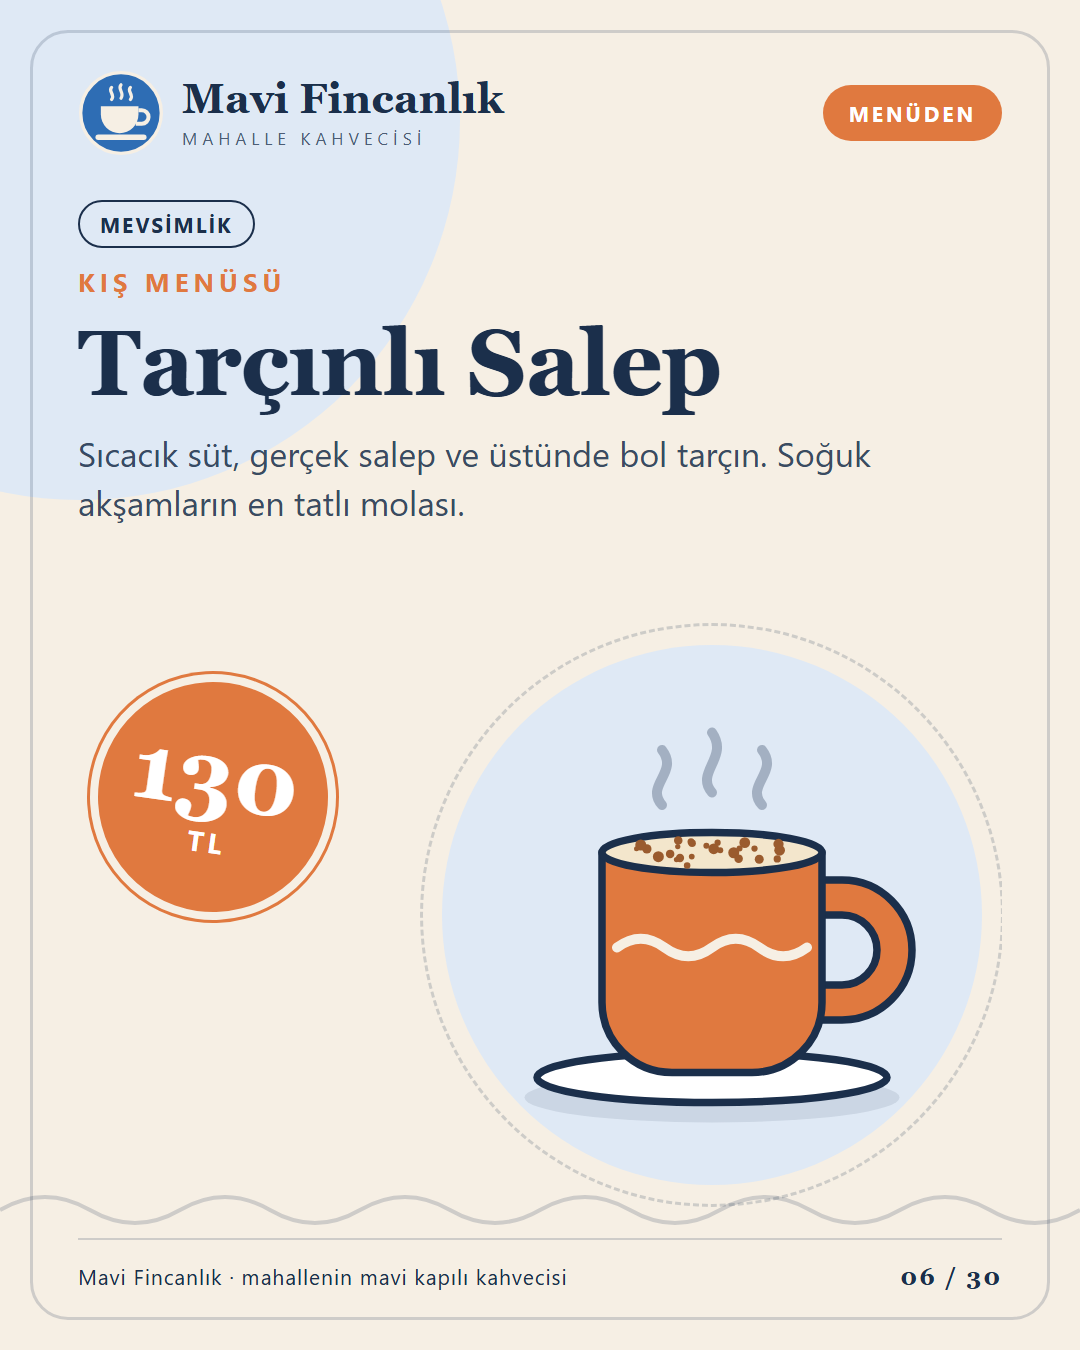 Mavi Fincanlık
MAHALLE KAHVECİSİ
MENÜDEN
MEVSİMLİK
KIŞ MENÜSÜ
Tarçınlı Salep
Sıcacık süt, gerçek salep ve üstünde bol tarçın. Soğuk
akşamların en tatlı molası.
130
TL
Mavi Fincanlık · mahallenin mavi kapılı kahvecisi
06 / 30